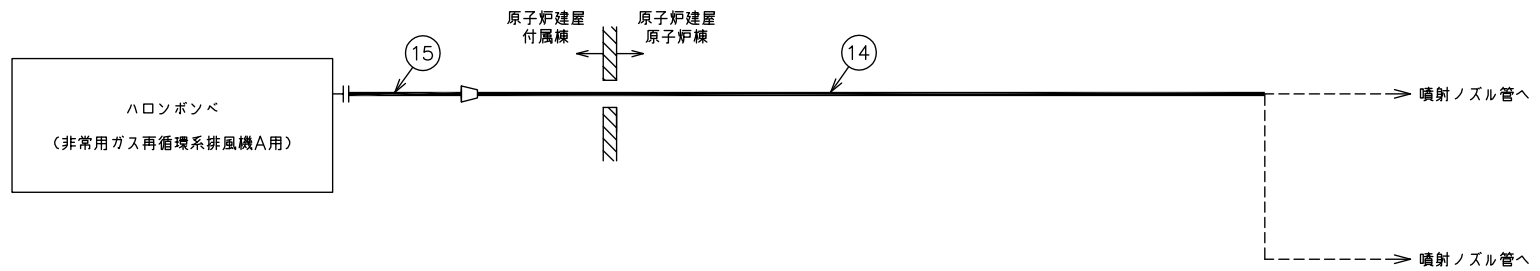 原子炉建屋
付属棟
原子炉建屋
原子炉棟
15
14
ハロンボンベ
(非常用ガス再循環系排風機A用)
噴射ノズル管へ
噴射ノズル管へ